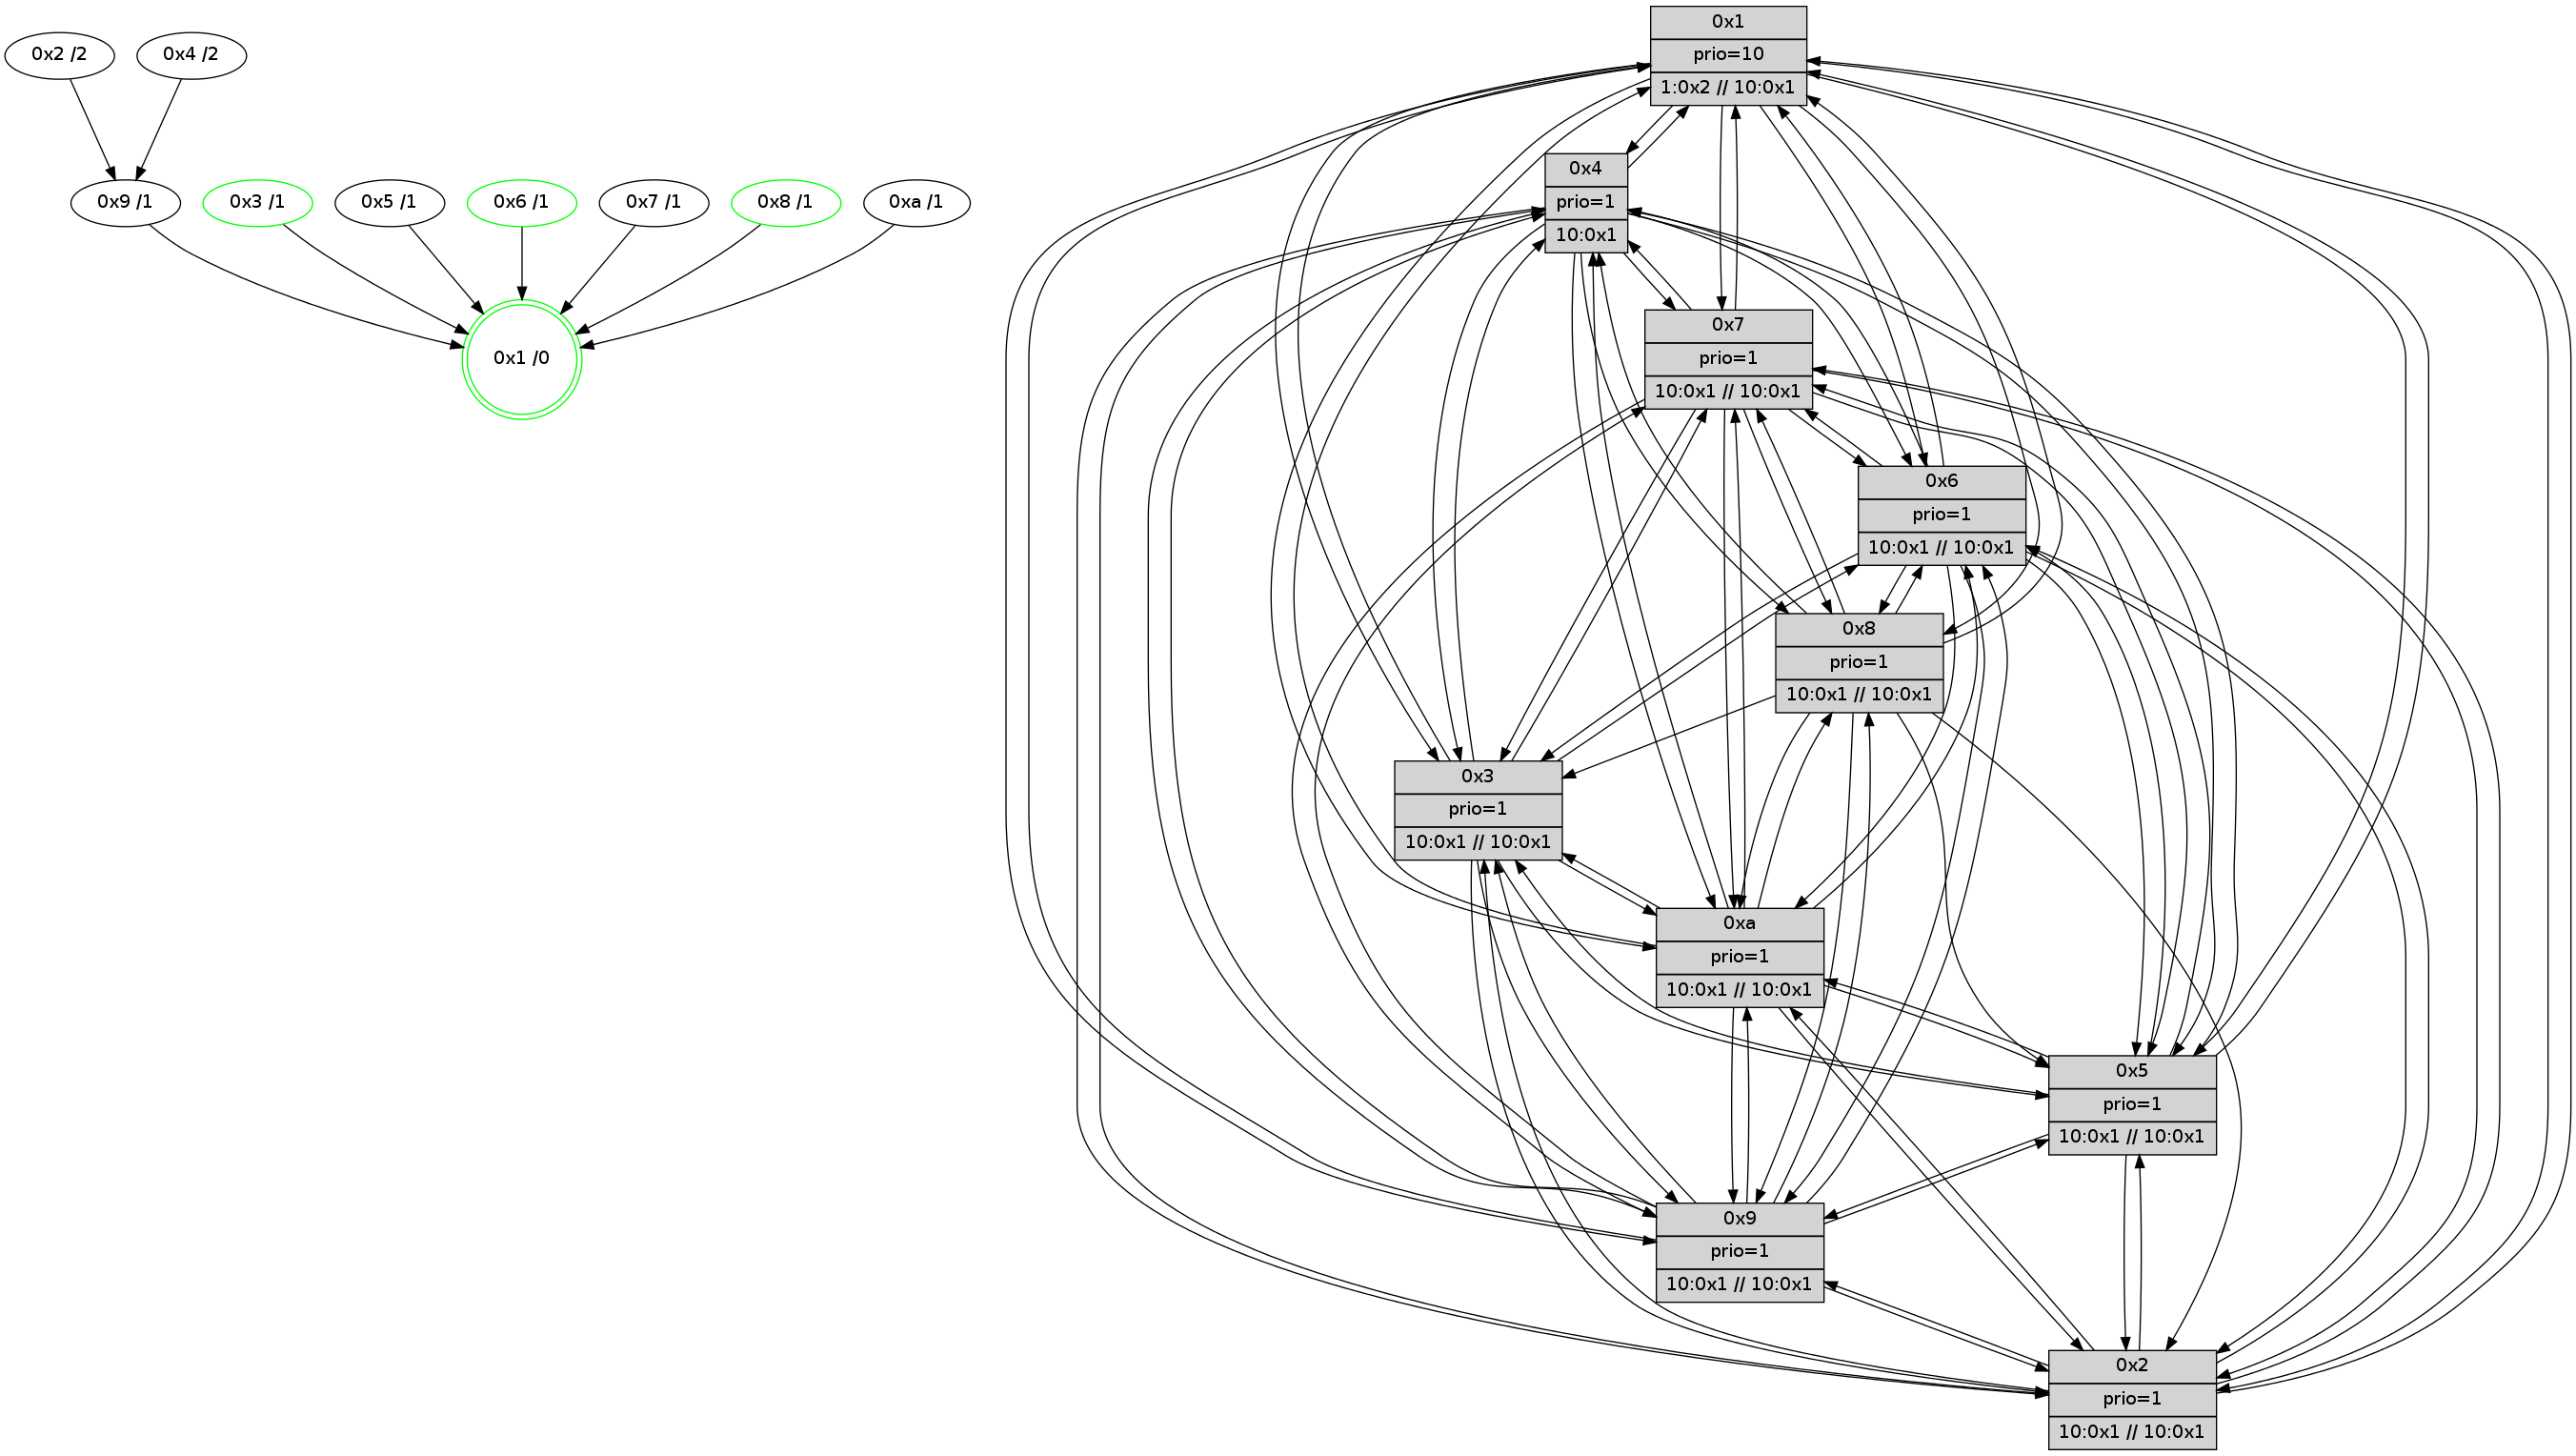 0x2 /2
0x4 /2
0x9 /1
0x3 /1
0x5 /1
0x6 /1
0x7 /1
0x8 /1
0xa /1
0x1 /0
0x1
prio=10
1:0x2 // 10:0x1
0x4
prio=1
10:0x1
0x7
prio=1
10:0x1 // 10:0x1
0x6
prio=1
10:0x1 // 10:0x1
0x8
prio=1
10:0x1 // 10:0x1
0x3
prio=1
10:0x1 // 10:0x1
0xa
prio=1
10:0x1 // 10:0x1
0x5
prio=1
10:0x1 // 10:0x1
0x9
prio=1
10:0x1 // 10:0x1
0x2
prio=1
10:0x1 // 10:0x1